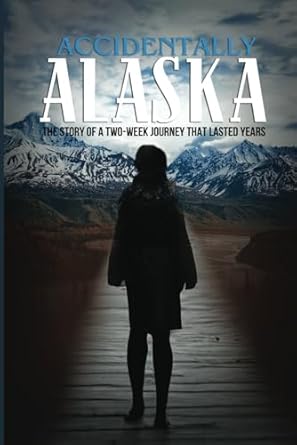 ACCIDENTALLY
ALASKA
THE STORY OF A TWO-WEEK JOURNEY THAT LASTED YEARS